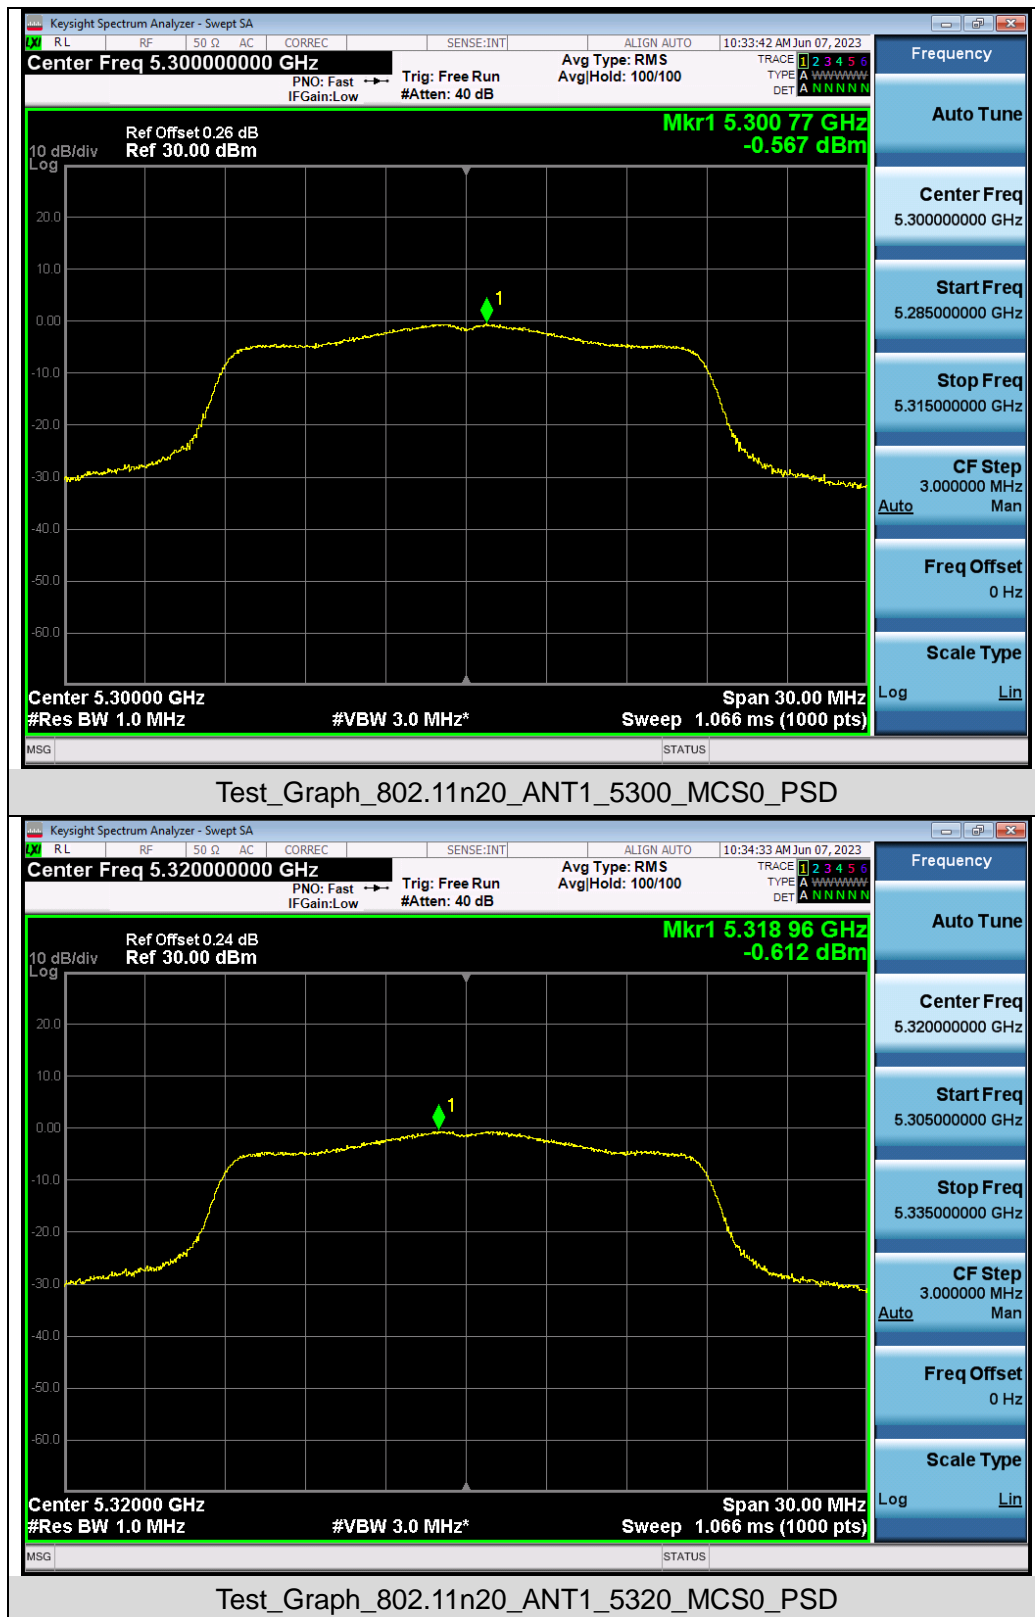 Keysight Spectrum Analyzer - Swept SA
LXI RL RF 50 Ω AC CORREC SENSE:INT ALIGN AUTO 10:33:42 AM Jun 07, 2023
Center Freq 5.300000000 GHz
PNO: Fast
IFGain:Low
Trig: Free Run
#Atten: 40 dB
Avg Type: RMS
Avg|Hold: 100/100
TRACE 1 2 3 4 5 6
TYPE A WWWWW
DET A N N N N N
Ref Offset 0.26 dB
Ref 30.00 dBm
10 dB/div
Log
Mkr1 5.300 77 GHz
-0.567 dBm
20.0
10.0
0.00
-10.0
-20.0
-30.0
-40.0
-50.0
-60.0
1
Center 5.30000 GHz
Span 30.00 MHz
#Res BW 1.0 MHz
#VBW 3.0 MHz*
Sweep 1.066 ms (1000 pts)
MSG
STATUS
Frequency
Auto Tune
Center Freq
5.300000000 GHz
Start Freq
5.285000000 GHz
Stop Freq
5.315000000 GHz
CF Step
3.000000 MHz
Auto Man
Freq Offset
0 Hz
Scale Type
Log Lin
Test_Graph_802.11n20_ANT1_5300_MCS0_PSD
Keysight Spectrum Analyzer - Swept SA
LXI RL RF 50 Ω AC CORREC SENSE:INT ALIGN AUTO 10:34:33 AM Jun 07, 2023
Center Freq 5.320000000 GHz
PNO: Fast
IFGain:Low
Trig: Free Run
#Atten: 40 dB
Avg Type: RMS
Avg|Hold: 100/100
TRACE 1 2 3 4 5 6
TYPE A WWWWW
DET A N N N N N
Ref Offset 0.24 dB
Ref 30.00 dBm
10 dB/div
Log
Mkr1 5.318 96 GHz
-0.612 dBm
20.0
10.0
0.00
-10.0
-20.0
-30.0
-40.0
-50.0
-60.0
1
Center 5.32000 GHz
Span 30.00 MHz
#Res BW 1.0 MHz
#VBW 3.0 MHz*
Sweep 1.066 ms (1000 pts)
MSG
STATUS
Frequency
Auto Tune
Center Freq
5.320000000 GHz
Start Freq
5.305000000 GHz
Stop Freq
5.335000000 GHz
CF Step
3.000000 MHz
Auto Man
Freq Offset
0 Hz
Scale Type
Log Lin
Test_Graph_802.11n20_ANT1_5320_MCS0_PSD